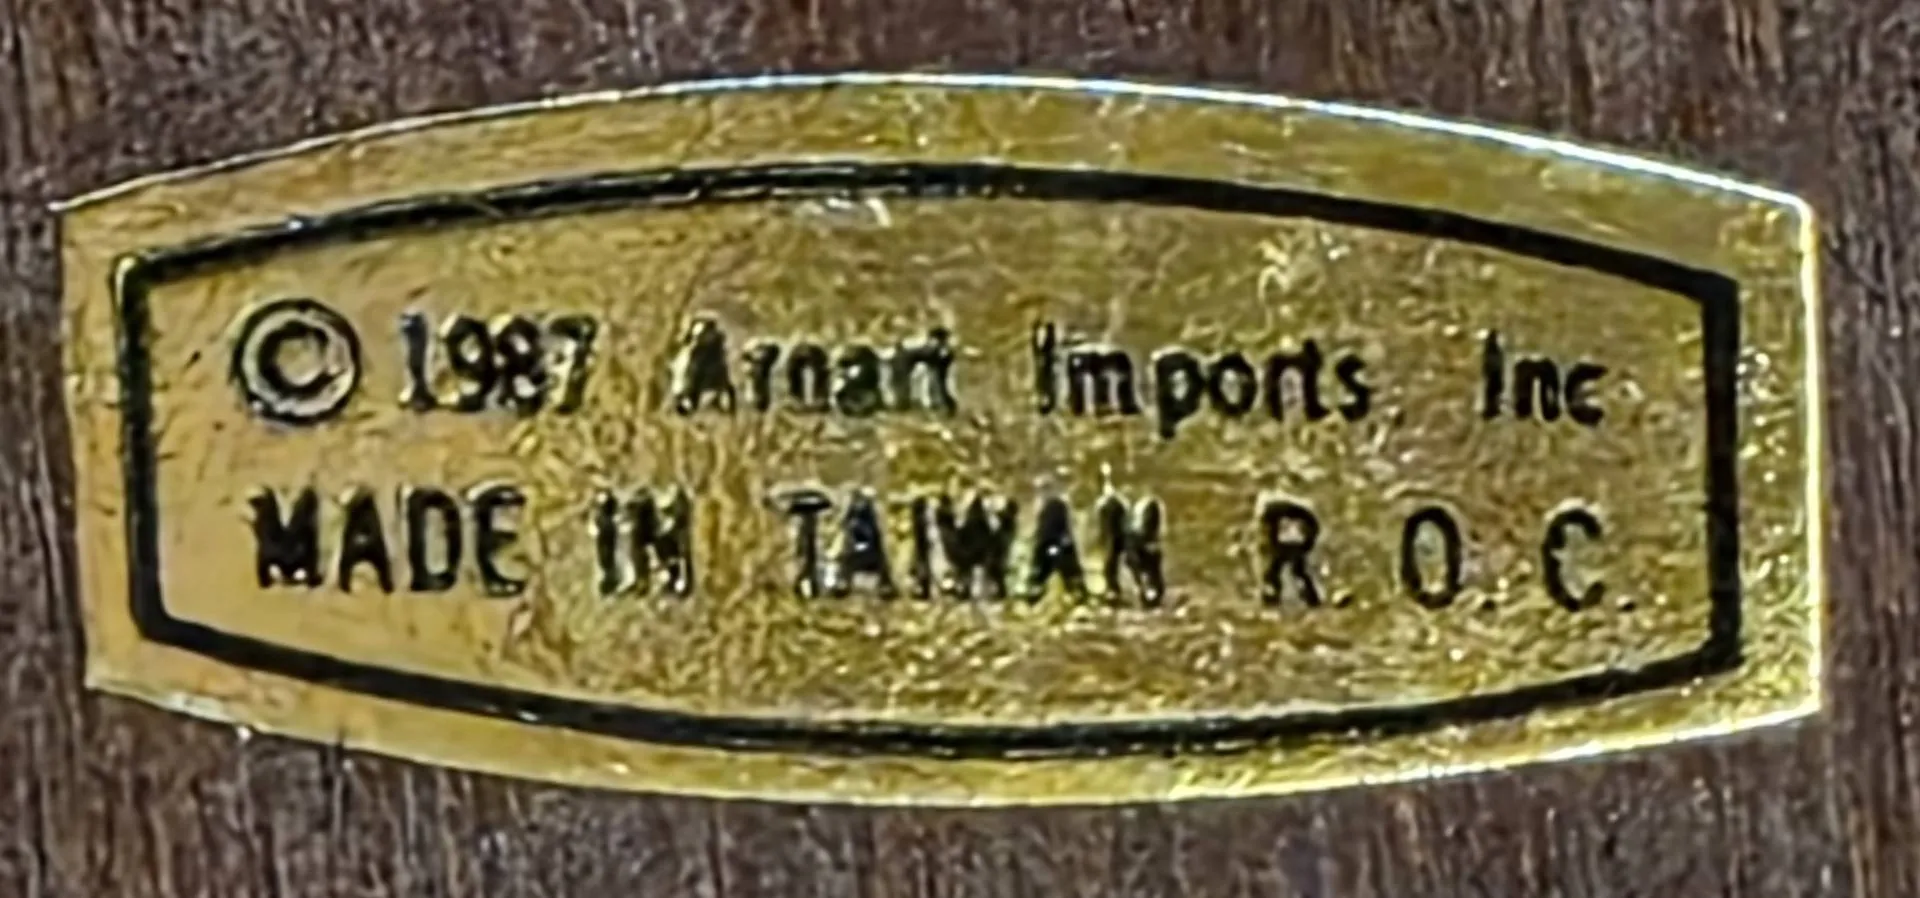 © 1987 Arnart Imports, Inc
MADE IN TAIWAN R.O.C.